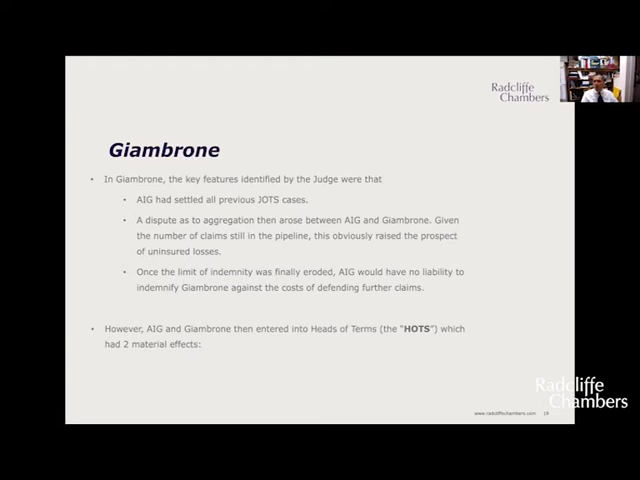 Radcliffe
Chambers
Giambrone
• In Giambrone, the key features identified by the Judge were that
• AIG had settled all previous JOTS cases.
• A dispute as to aggregation then arose between AIG and Giambrone. Given
the number of claims still in the pipeline, this obviously raised the prospect
of uninsured losses.
• Once the limit of indemnity was finally eroded, AIG would have no liability to
indemnify Giambrone against the costs of defending further claims.
• However, AIG and Giambrone then entered into Heads of Terms (the “HOTS”) which
had 2 material effects:
Radcliffe
Chambers
www.radcliffechambers.com 19